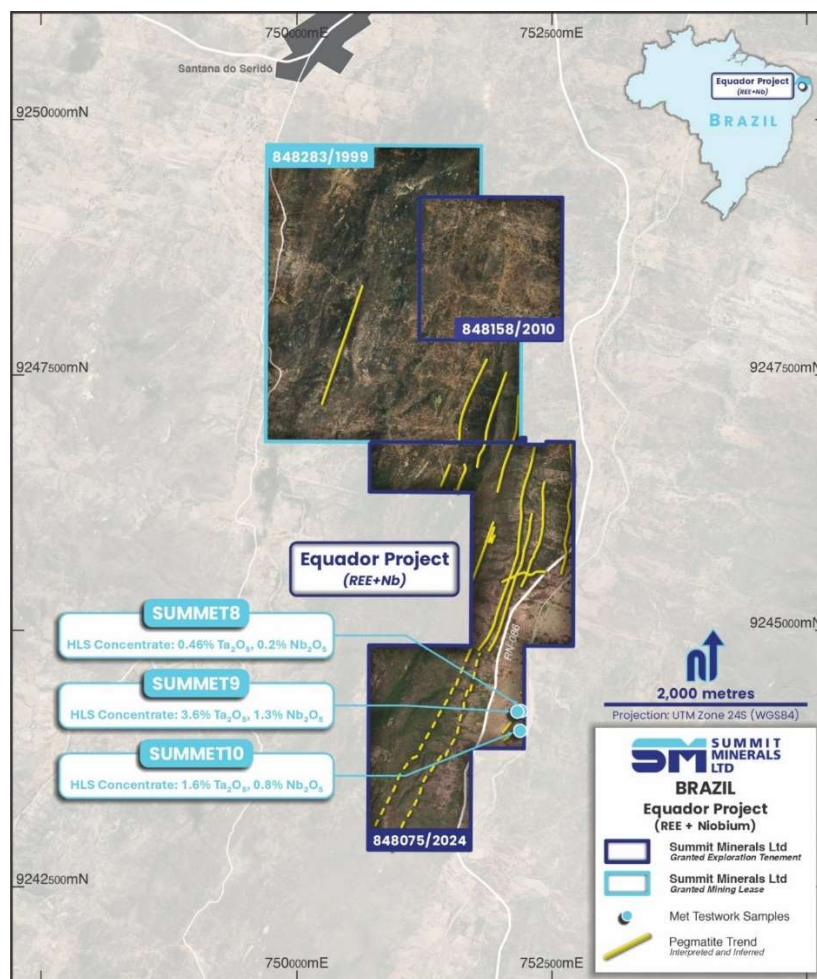 750000mE
752500mE
Santana do Seridó
Equador Project
(REE+Nb)
BRAZIL
9250000mN
848283/1999
848158/2010
9247500mN
9247500mN
Equador Project
(REE+Nb)
SUMMET8
HLS Concentrate: 0.46% Ta₂O₅, 0.2% Nb₂O₅
RN-086
9245000mN
SUMMET9
HLS Concentrate: 3.6% Ta₂O₅, 1.3% Nb₂O₅
2,000 metres
Projection: UTM Zone 24S (WGS84)
SUMMET10
HLS Concentrate: 1.6% Ta₂O₅, 0.8% Nb₂O₅
848075/2024
9242500mN
SM SUMMIT
MINERALS
LTD
BRAZIL
Equador Project
(REE + Niobium)
Summit Minerals Ltd
Granted Exploration Tenement
Summit Minerals Ltd
Granted Mining Lease
Met Testwork Samples
Pegmatite Trend
Interpreted and Inferred
750000mE
752500mE